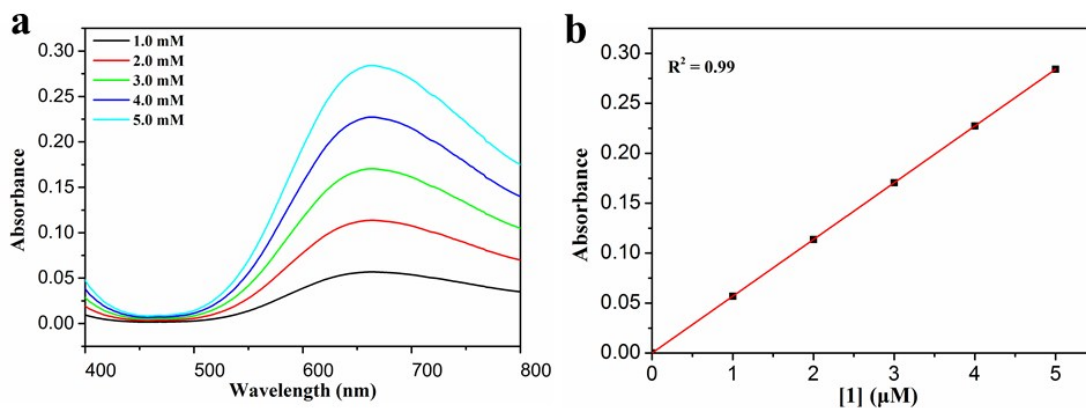 a
0.30
0.25
0.20
0.15
0.10
0.05
0.00
Absorbance
1.0 mM
2.0 mM
3.0 mM
4.0 mM
5.0 mM
400 500 600 700 800
Wavelength (nm)
b
0.30
0.25
0.20
0.15
0.10
0.05
0.00
Absorbance
R² = 0.99
0 1 2 3 4 5
[1] (μM)